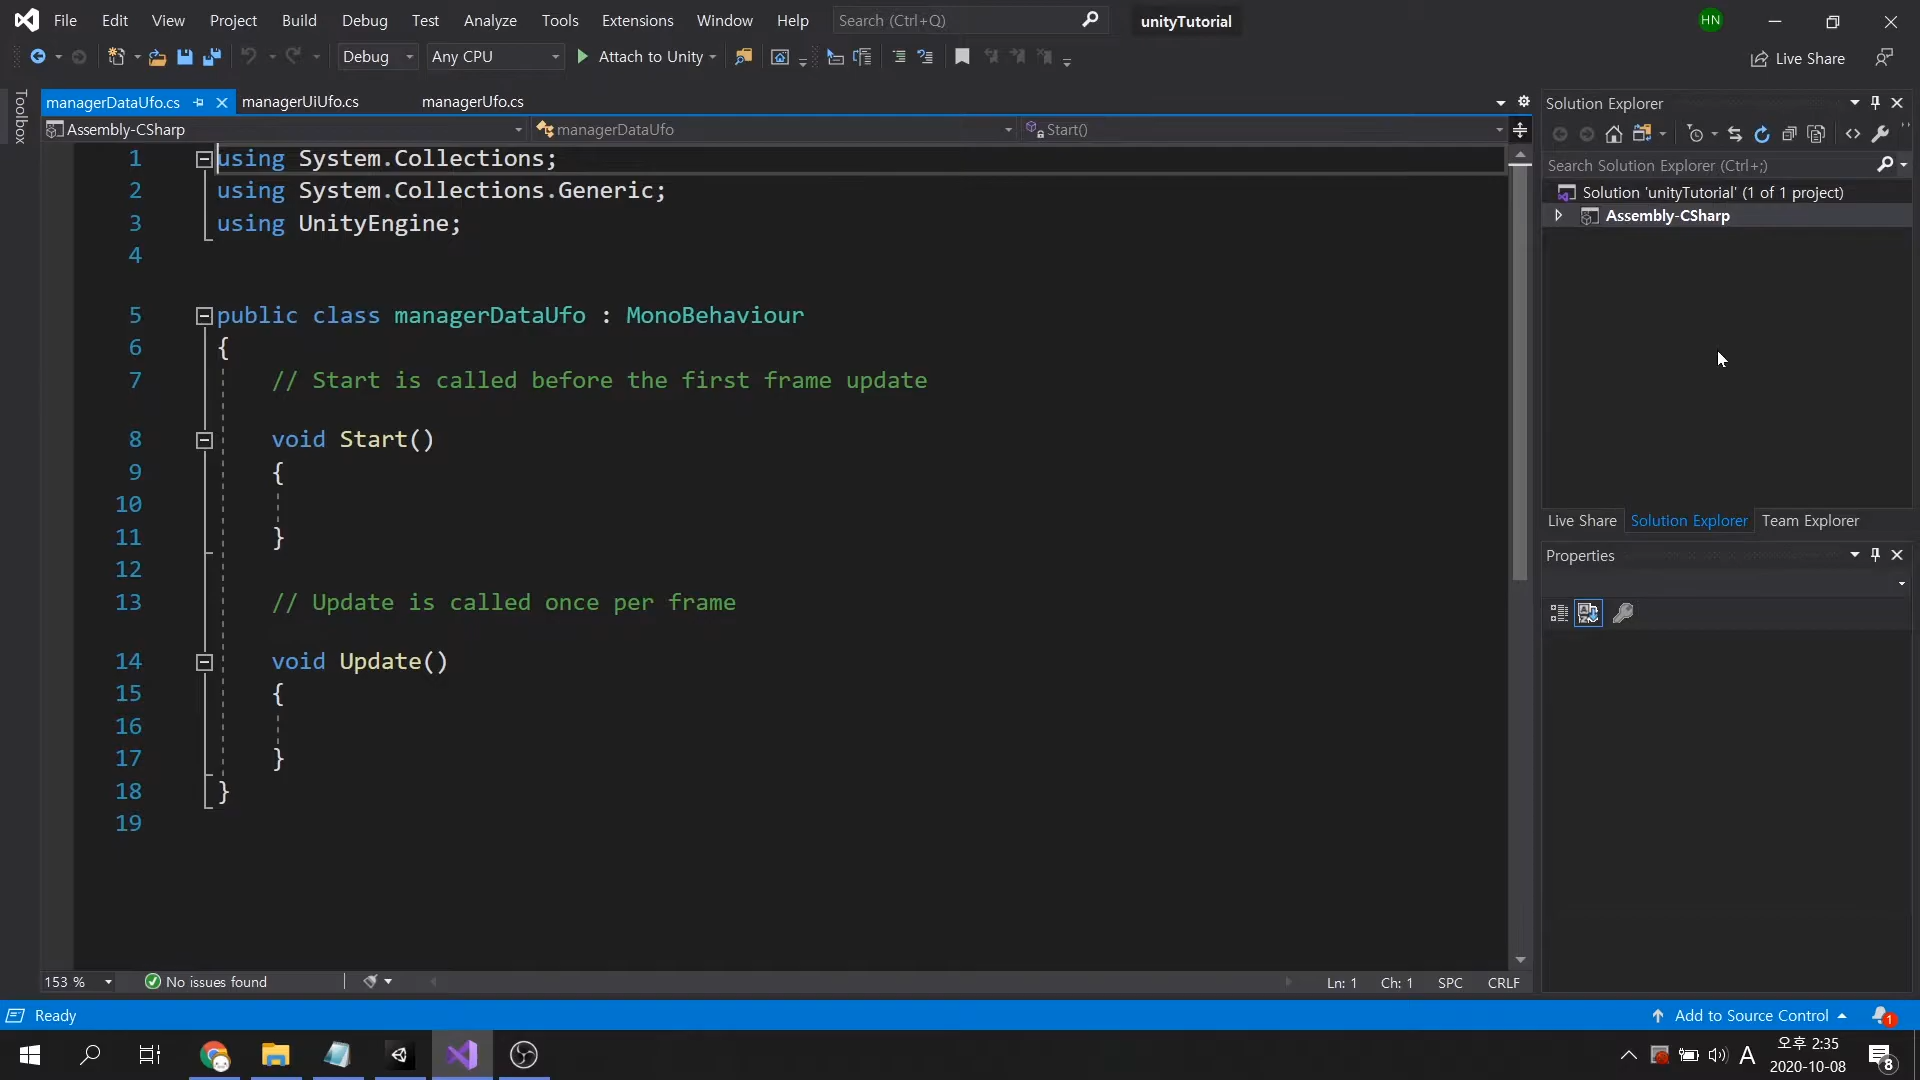 File Edit View Project Build Debug Test Analyze Tools Extensions Window Help Search (Ctrl+Q) unityTutorial HN
Debug Any CPU Attach to Unity Live Share
Toolbox
managerDataUfo.cs managerUiUfo.cs managerUfo.cs
Assembly-CSharp managerDataUfo Start()
1 using System.Collections;
2 using System.Collections.Generic;
3 using UnityEngine;
4
5 public class managerDataUfo : MonoBehaviour
6 {
7 // Start is called before the first frame update
8 void Start()
9 {
10
11 }
12
13 // Update is called once per frame
14 void Update()
15 {
16
17 }
18 }
19
153 % No issues found Ln: 1 Ch: 1 SPC CRLF
Solution Explorer
Search Solution Explorer (Ctrl+;)
Solution 'unityTutorial' (1 of 1 project)
Assembly-CSharp
Live Share Solution Explorer Team Explorer
Properties
Ready Add to Source Control 1
A 오후 2:35
2020-10-08 8